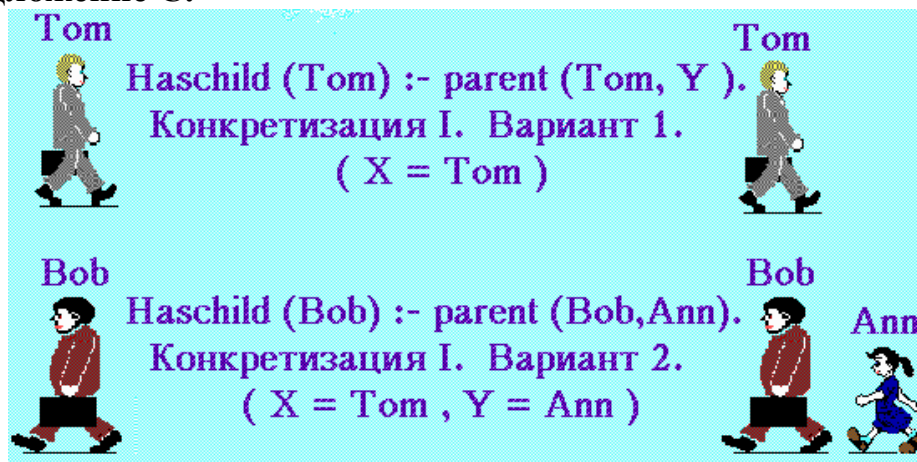 Tom
Tom
Haschild (Tom) :- parent (Tom, Y ).
Конкретизация I. Вариант 1.
( X = Tom )
Bob
Bob
Haschild (Bob) :- parent (Bob,Ann).
Ann
Конкретизация I. Вариант 2.
( X = Tom , Y = Ann )